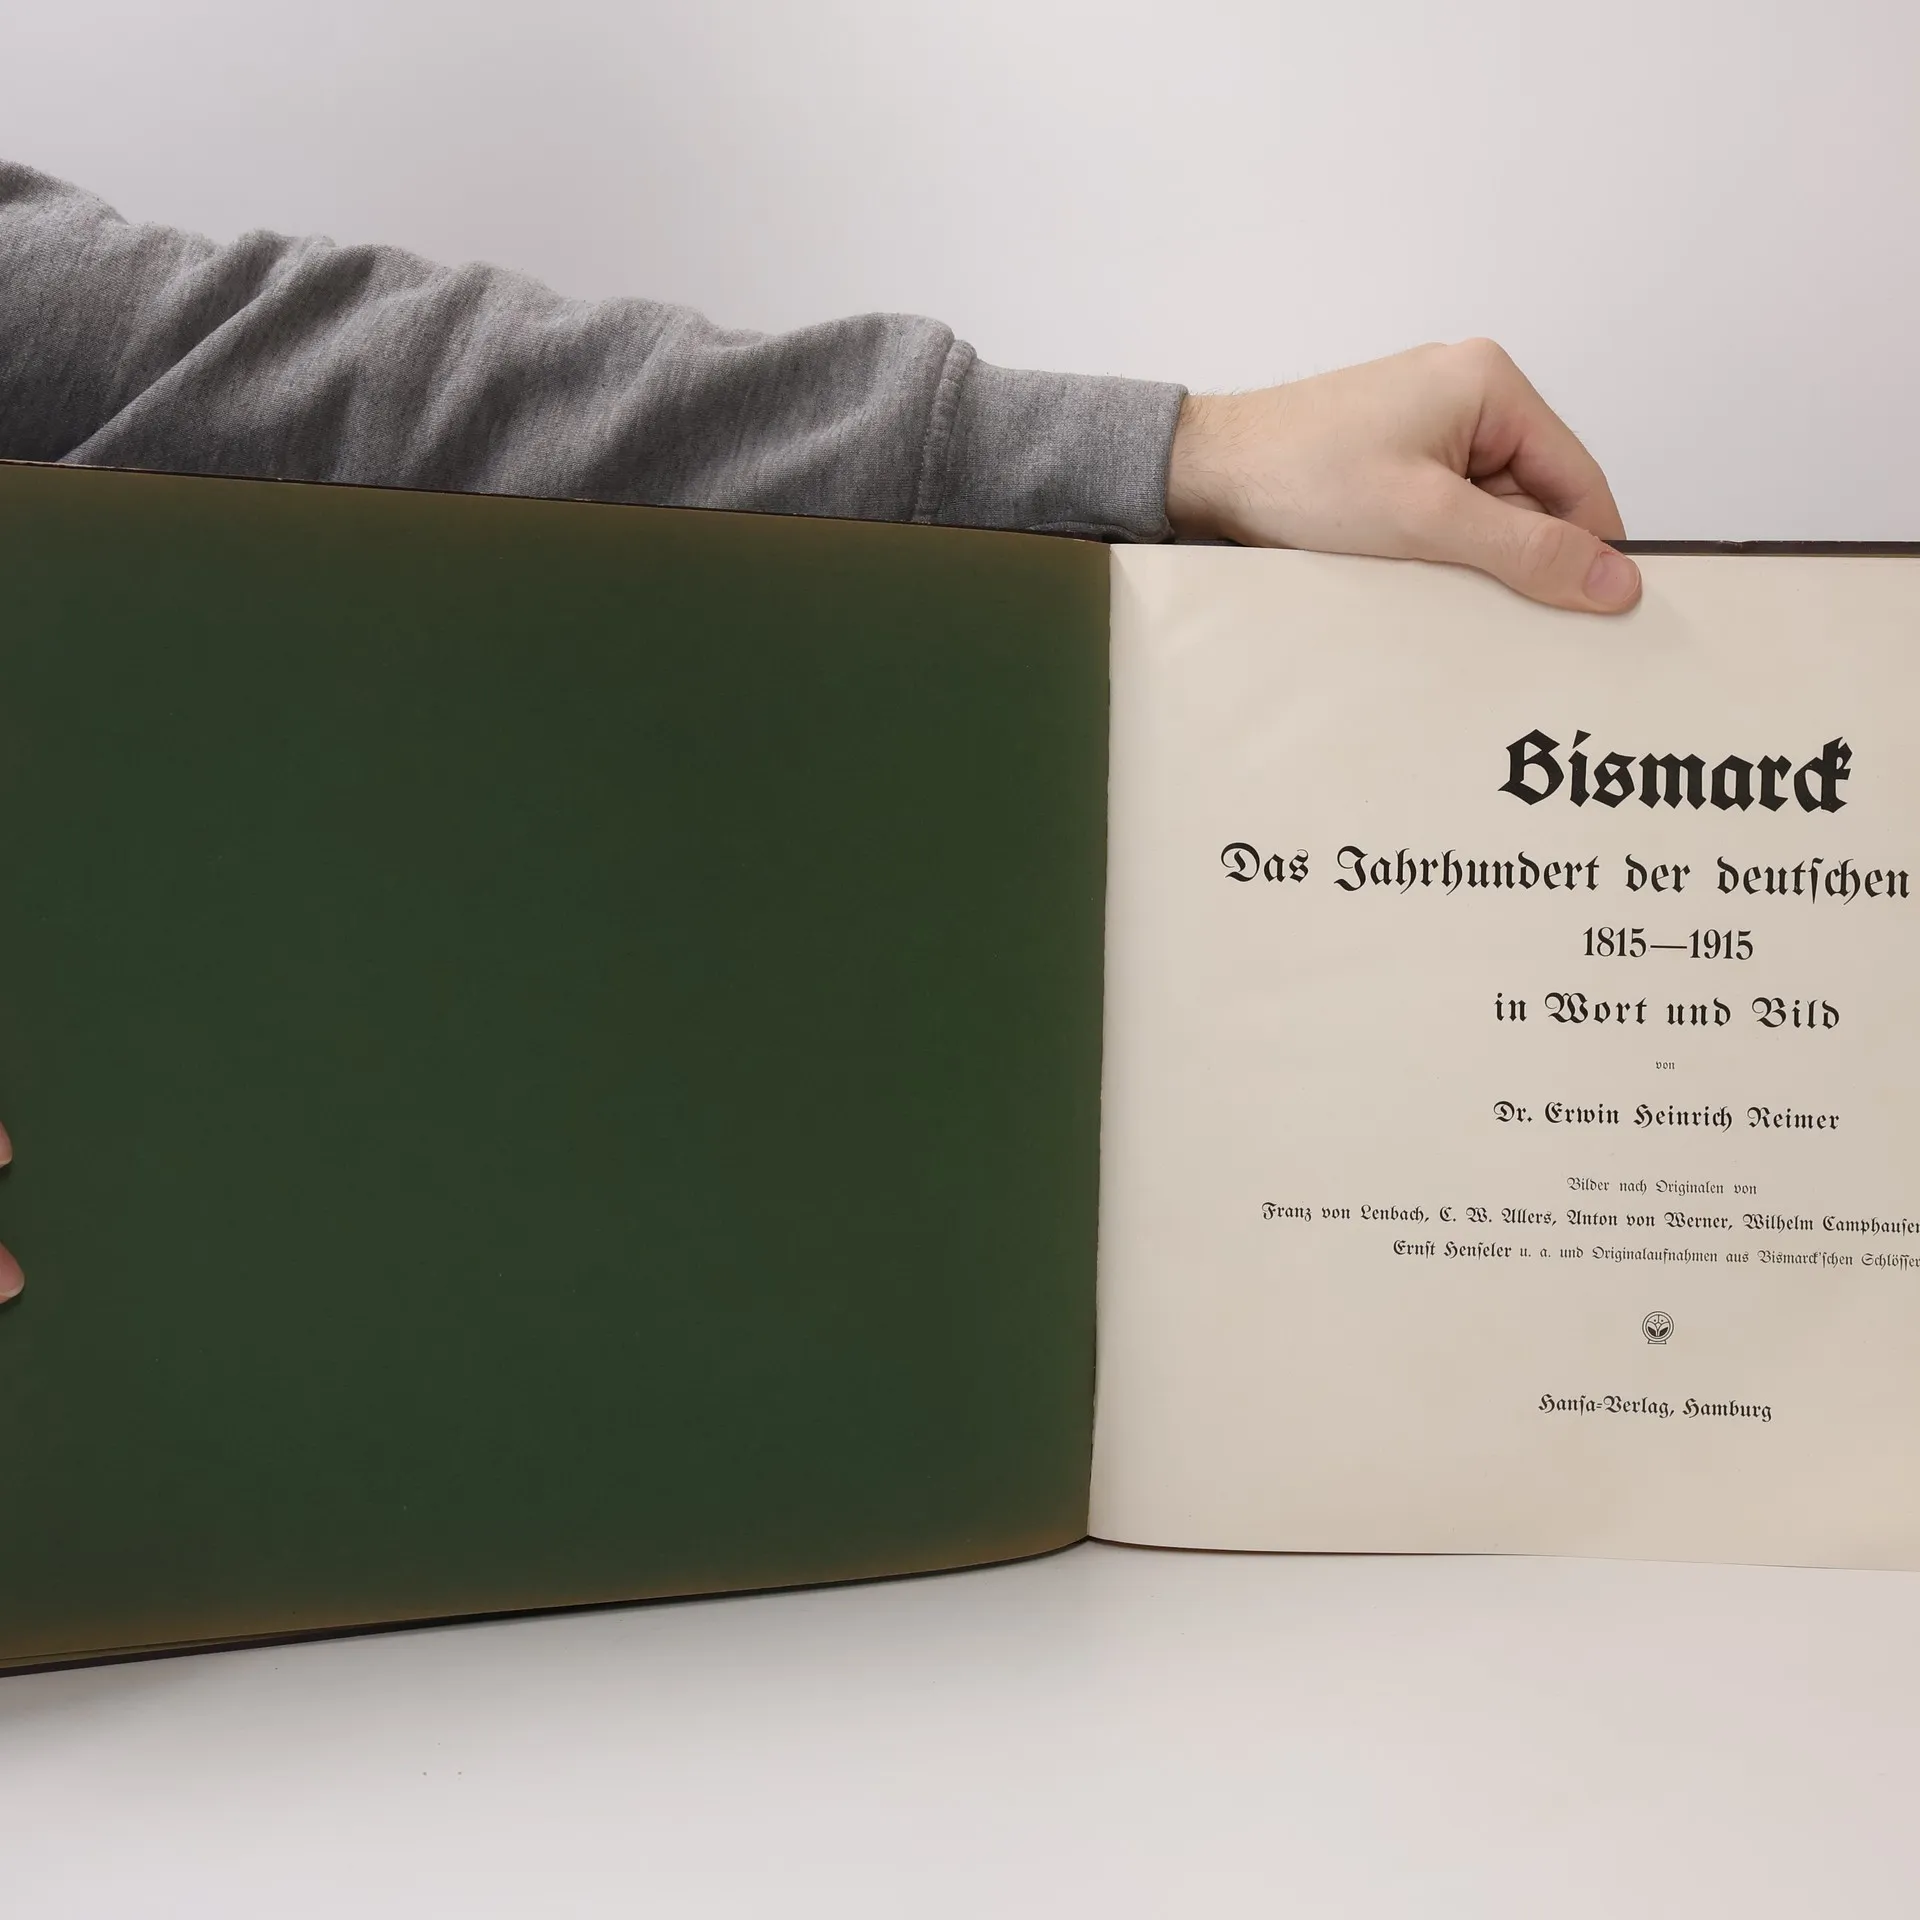 Bismarck
Das Jahrhundert der deutſchen
1815—1915
in Wort und Bild
von
Dr. Erwin Heinrich Reimer
Bilder nach Originalen von
Franz von Lenbach, C. W. Allers, Anton von Werner, Wilhelm Camphauſen
Ernſt Henſeler u. a. und Originalaufnahmen aus Bismarck'ſchen Schlöſſer
Hanſa-Verlag, Hamburg